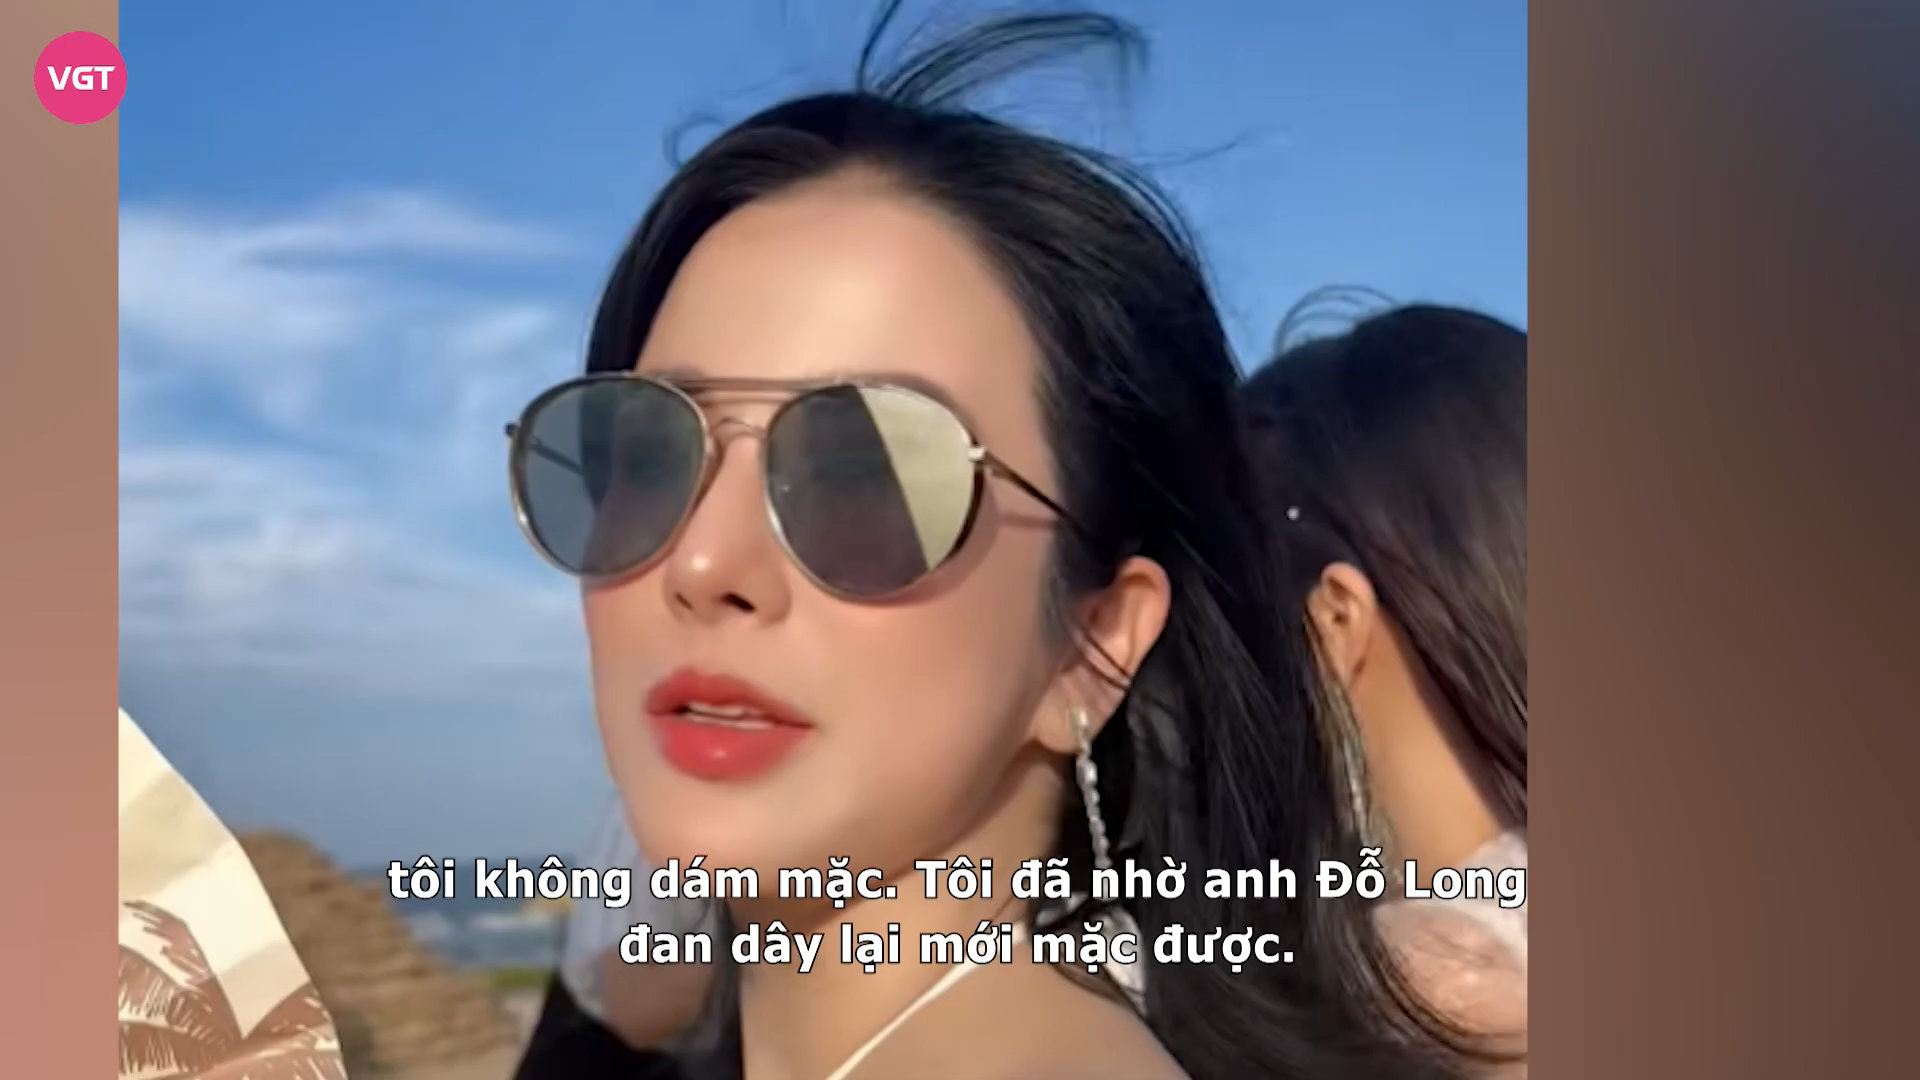 VGT
tôi không dám mặc. Tôi đã nhờ anh Đỗ Long
đan dây lại mới mặc được.